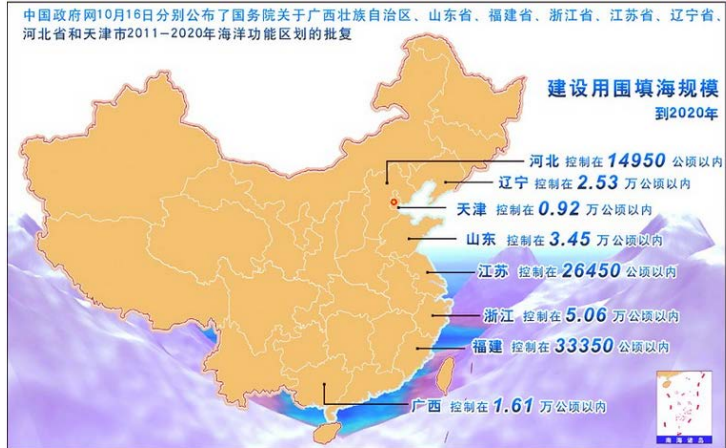 中国政府网10月16日分别公布了国务院关于广西壮族自治区、山东省、福建省、浙江省、江苏省、辽宁省、
河北省和天津市2011-2020年海洋功能区划的批复
建设用围填海规模
到2020年
河北 控制在 14950 公顷以内
辽宁 控制在 2.53 万公顷以内
天津 控制在 0.92 万公顷以内
山东 控制在 3.45 万公顷以内
江苏 控制在 26450 公顷以内
浙江 控制在 5.06 万公顷以内
福建 控制在 33350 公顷以内
广西 控制在 1.61 万公顷以内
南海诸岛